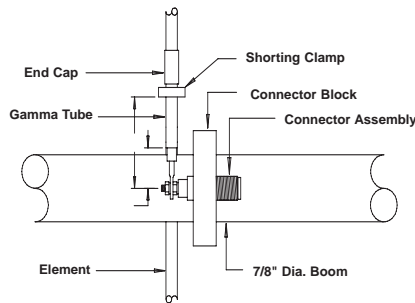 End Cap
Shorting Clamp
Connector Block
Gamma Tube
Connector Assembly
Element
7/8" Dia. Boom